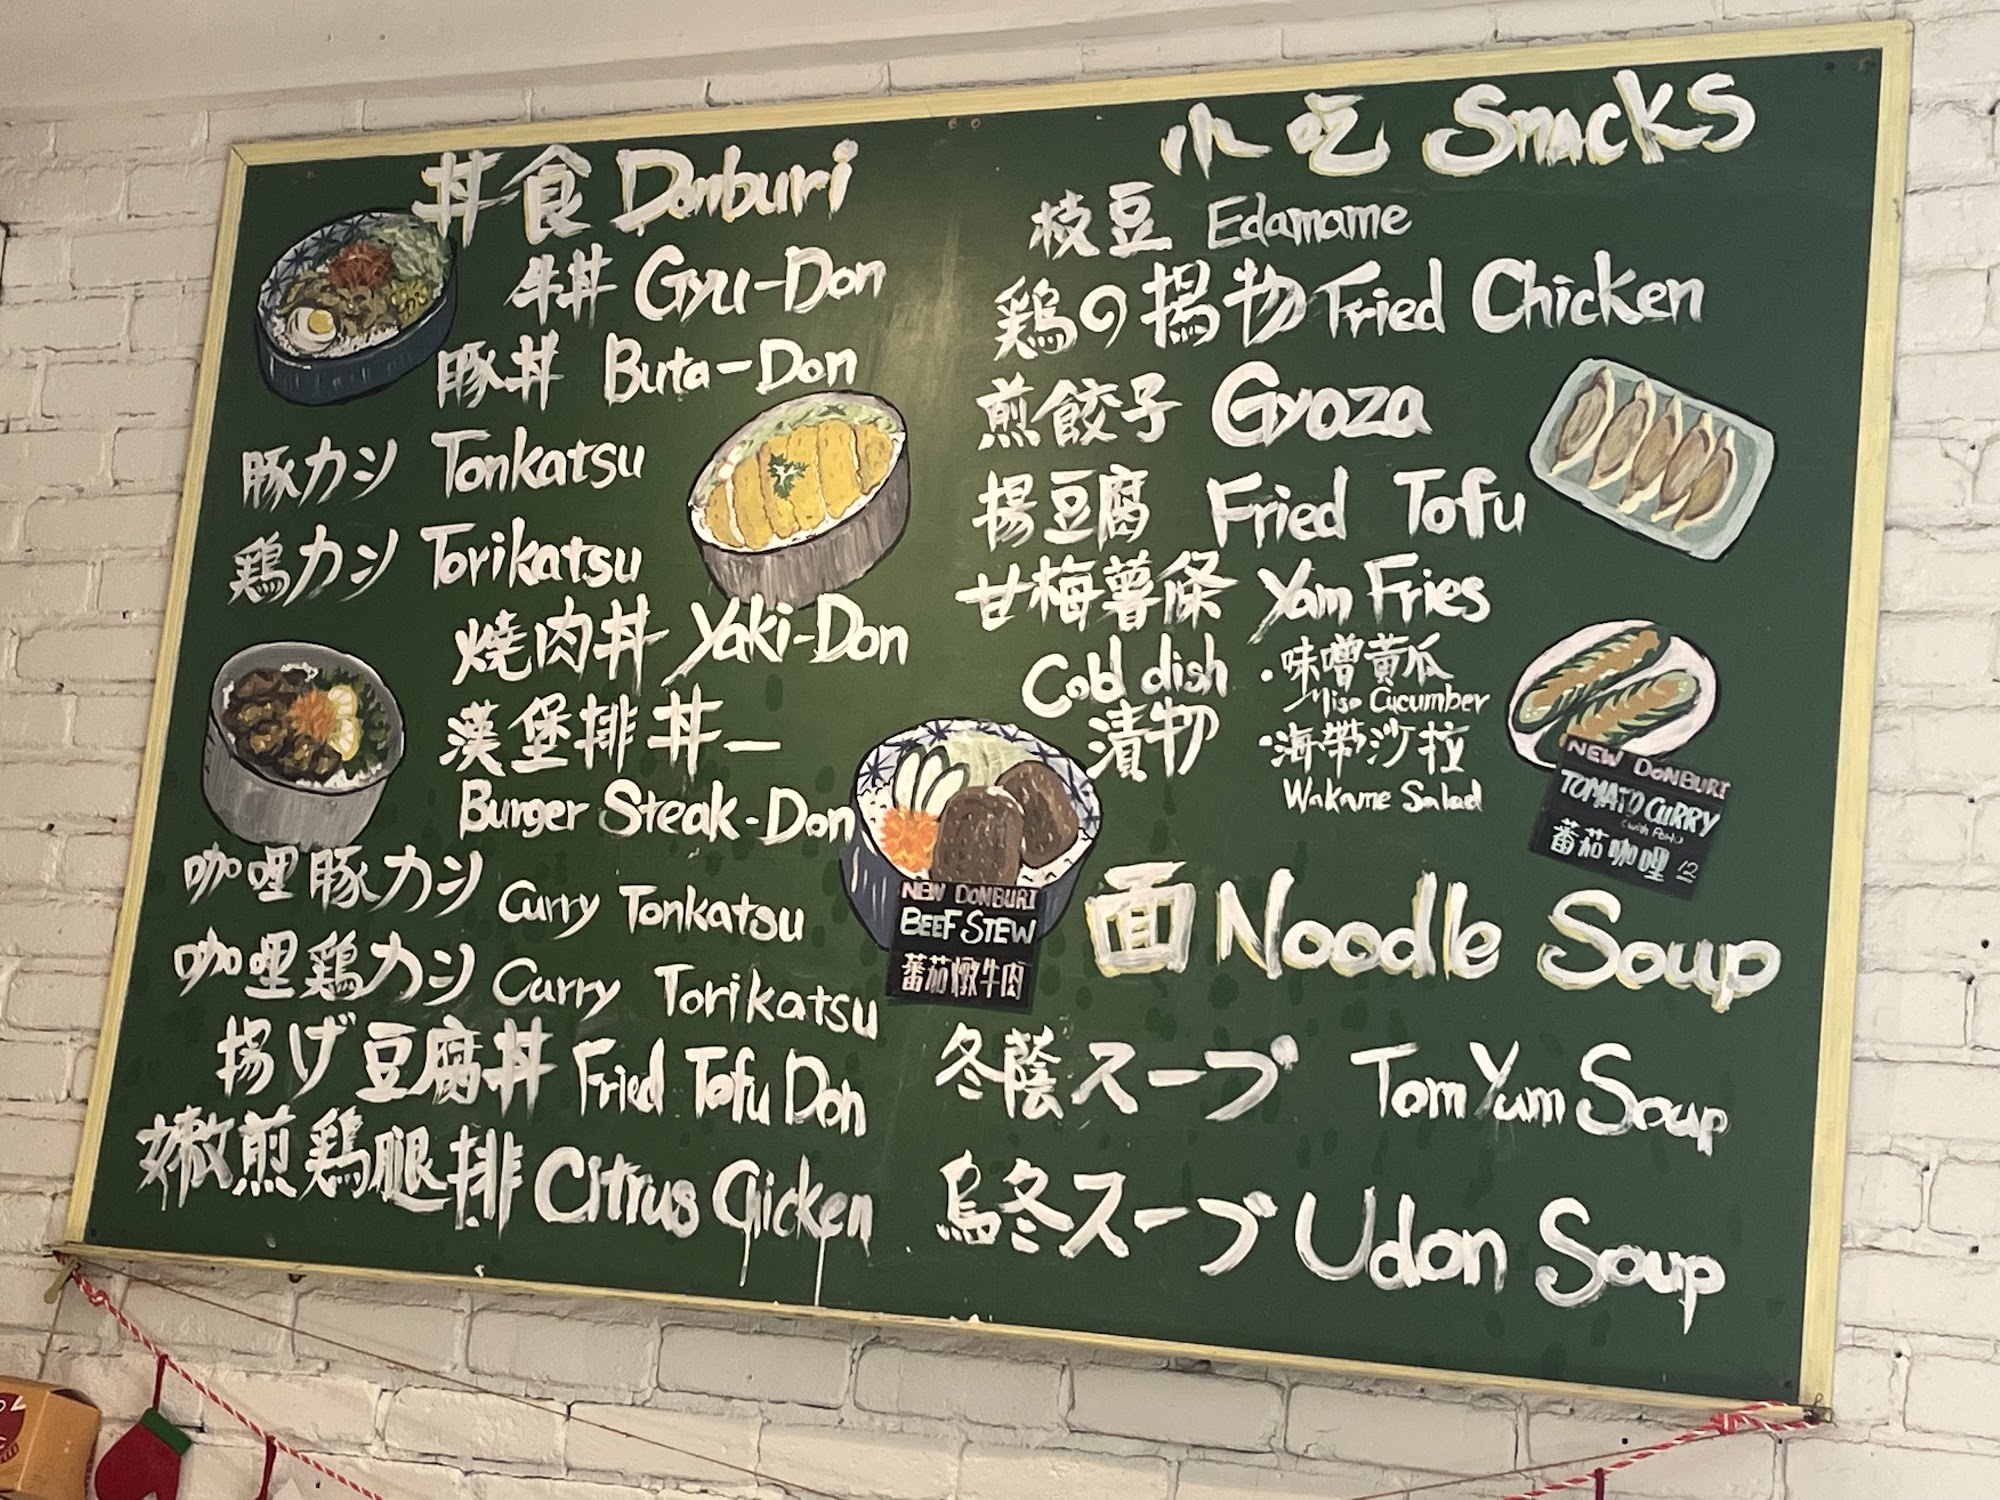 丼食 Donburi
牛丼 Gyu-Don
豚丼 Buta-Don
豚カシ Tonkatsu
鶏カシ Torikatsu
燒肉丼 Yaki-Don
漢堡排丼－
Burger Steak-Don
咖哩豚カシ Curry Tonkatsu
咖哩鶏カシ Curry Torikatsu
揚げ豆腐丼 Fried Tofu Don
嫩煎鶏腿排 Citrus Chicken
NEW DONBURI
BEEF STEW
蕃茄燉牛肉
小吃 Snacks
枝豆 Edamame
鶏の揚物 Fried Chicken
煎餃子 Gyoza
揚豆腐 Fried Tofu
甘梅薯條 Yam Fries
Cold dish
漬物
·味噌黄瓜
Miso Cucumber
·海帶沙拉
Wakame Salad
NEW DONBURI
TOMATO CURRY
蕃茄咖哩 12
面 Noodle Soup
冬蔭スープ Tom Yum Soup
烏冬スープ Udon Soup